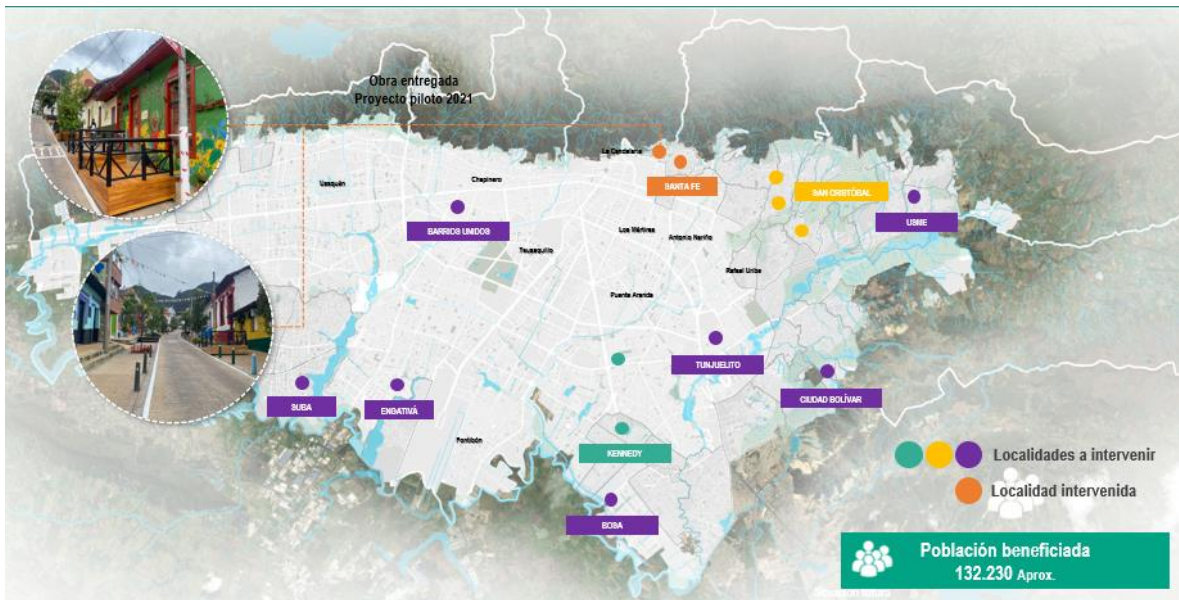 Obra entregada
Proyecto piloto 2021
La Candelaria
Usaquén
Chapinero
SANTA FE
SAN CRISTÓBAL
USME
BARRIOS UNIDOS
Los Mártires
Antonio Nariño
Teusaquillo
Rafael Uribe
Puente Aranda
TUNJUELITO
CIUDAD BOLÍVAR
SUBA
ENGATIVÁ
Fontibón
KENNEDY
BOSA
Localidades a intervenir
Localidad intervenida
Población beneficiada
132.230 Aprox.